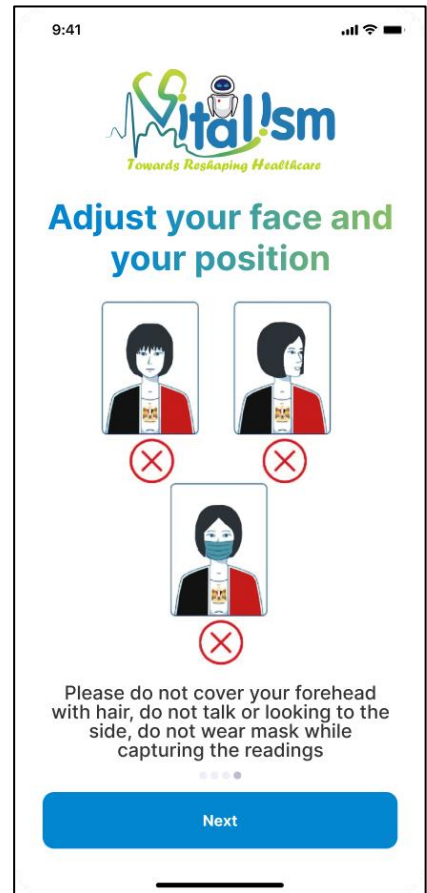 9:41
Vital!sm
Towards Reshaping Healthcare
Adjust your face and
your position
Please do not cover your forehead
with hair, do not talk or looking to the
side, do not wear mask while
capturing the readings
Next